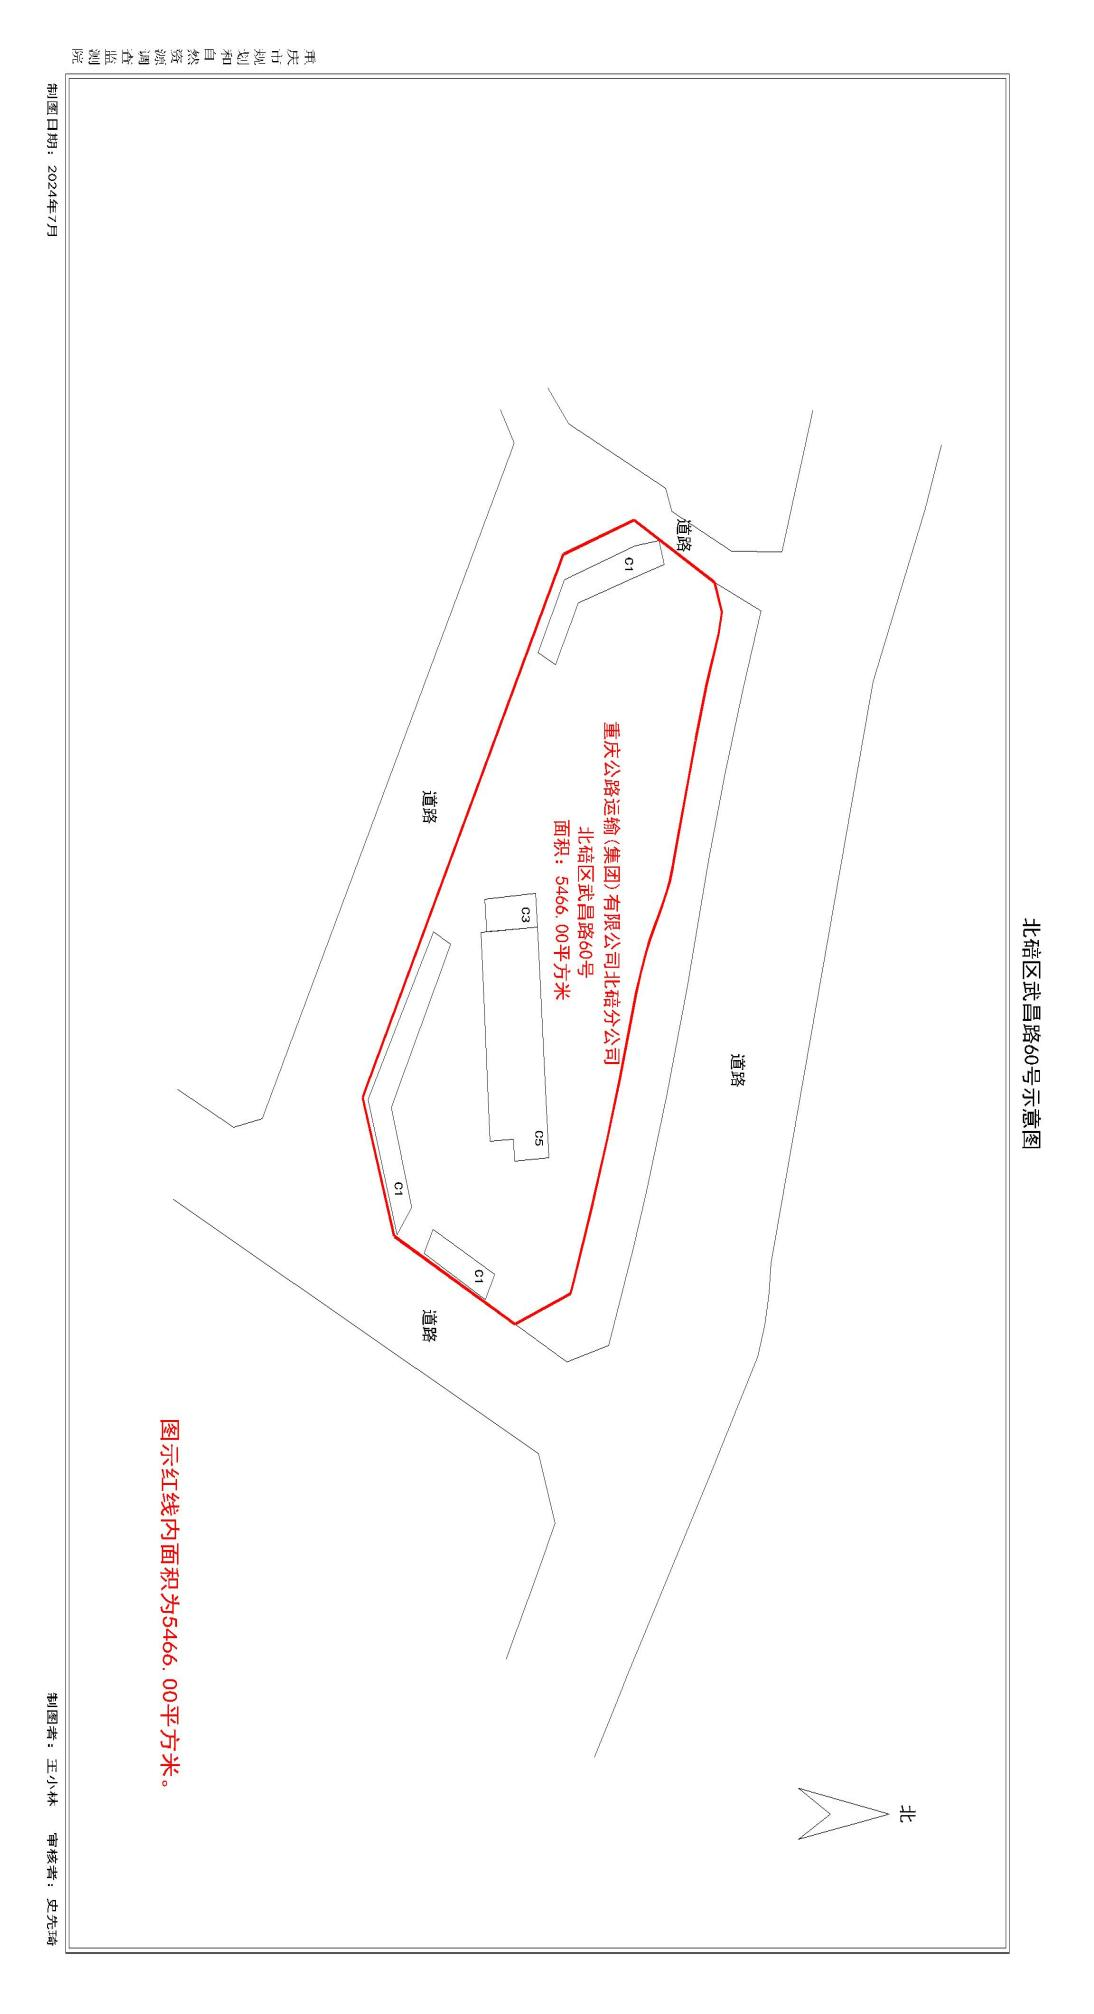 北碚区武昌路60号示意图
北
道路
道路
C1
重庆公路运输(集团)有限公司北碚分公司
北碚区武昌路60号
面积：5466.00平方米
C3
C5
道路
C1
C1
道路
图示红线内面积为5466.00平方米。
重庆市规划和自然资源调查监测院
制图日期：2024年7月
制图者：王小林 审核者：史先琦